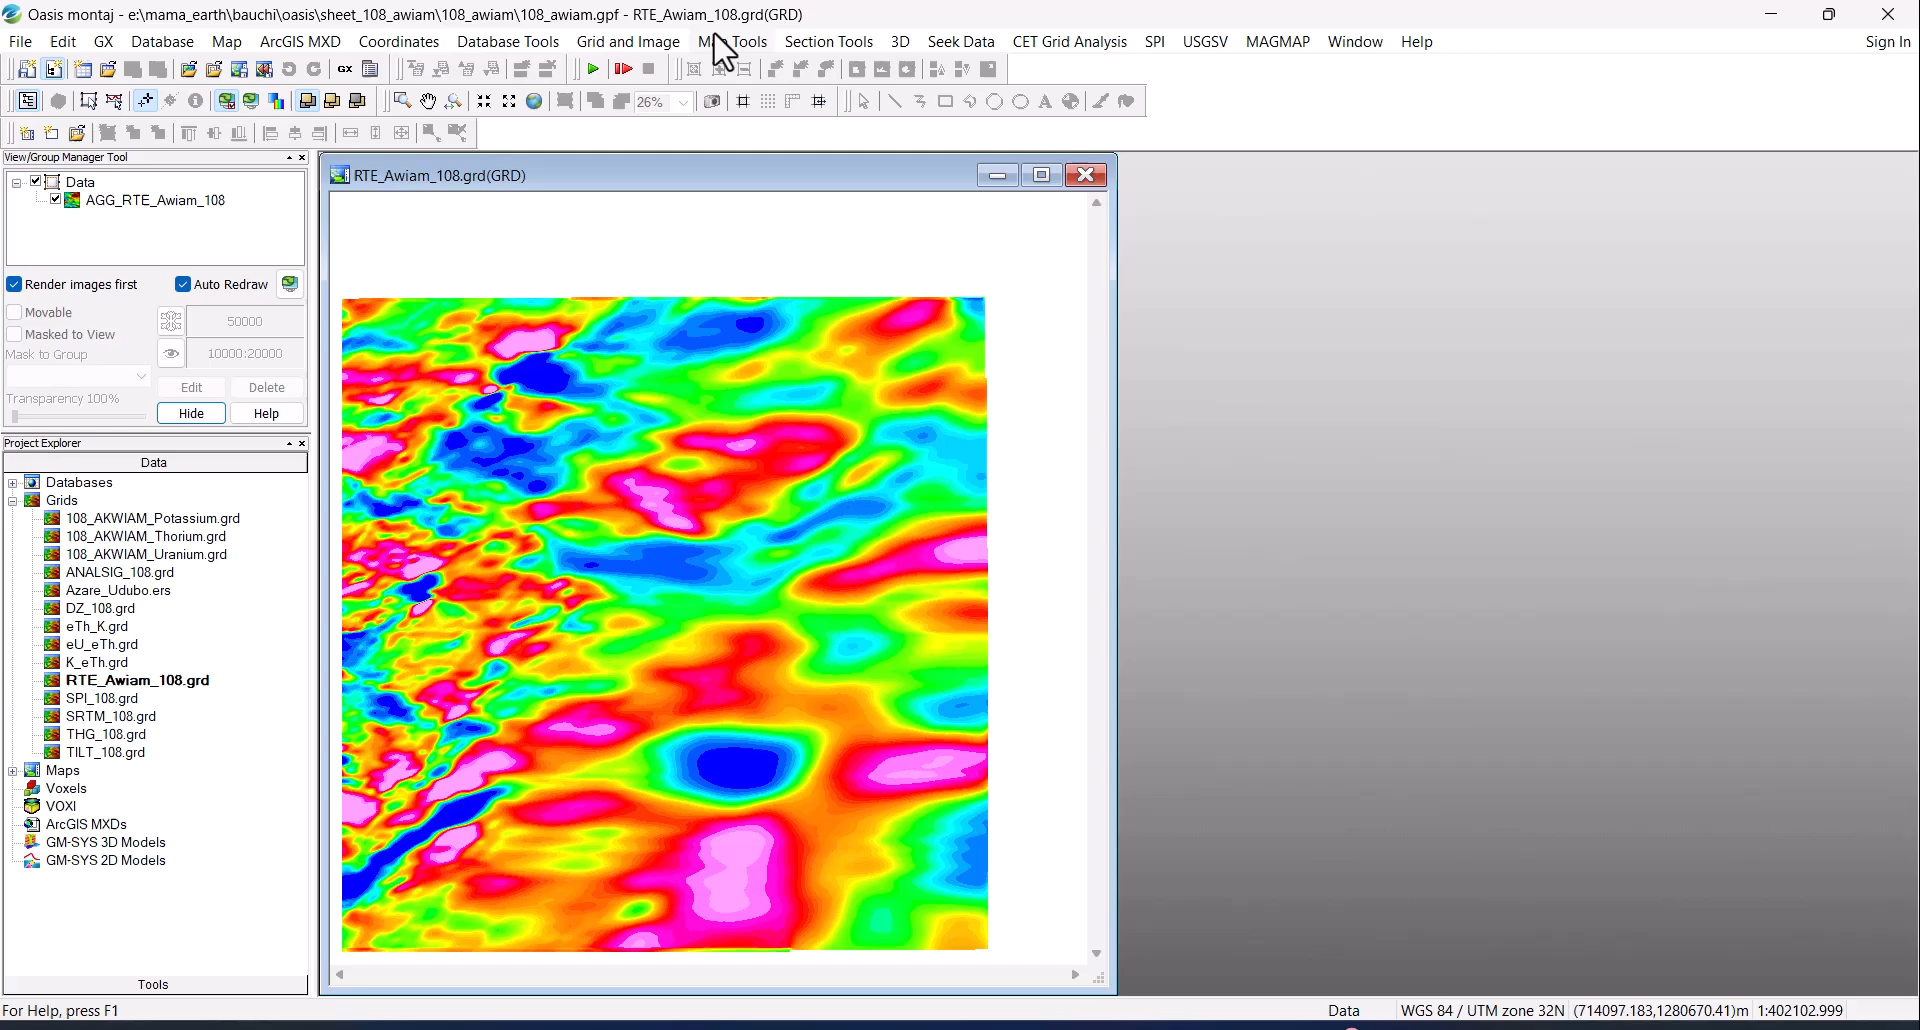 Oasis montaj - e:\mama_earth\bauchi\oasis\sheet_108_awiam\108_awiam\108_awiam.gpf - RTE_Awiam_108.grd(GRD)
File Edit GX Database Map ArcGIS MXD Coordinates Database Tools Grid and Image Tools Section Tools 3D Seek Data CET Grid Analysis SPI USGSV MAGMAP Window Help Sign In
GX
26%
View/Group Manager Tool
Data
AGG_RTE_Awiam_108
Render images first Auto Redraw
Movable 50000
Masked to View
Mask to Group 10000:20000
Edit Delete
Transparency 100%
Hide Help
Project Explorer
Data
Databases
Grids
108_AKWIAM_Potassium.grd
108_AKWIAM_Thorium.grd
108_AKWIAM_Uranium.grd
ANALSIG_108.grd
Azare_Udubo.ers
DZ_108.grd
eTh_K.grd
eU_eTh.grd
K_eTh.grd
RTE_Awiam_108.grd
SPI_108.grd
SRTM_108.grd
THG_108.grd
TILT_108.grd
Maps
Voxels
VOXI
ArcGIS MXDs
GM-SYS 3D Models
GM-SYS 2D Models
Tools
RTE_Awiam_108.grd(GRD)
For Help, press F1 Data WGS 84 / UTM zone 32N (714097.183,1280670.41)m 1:402102.999